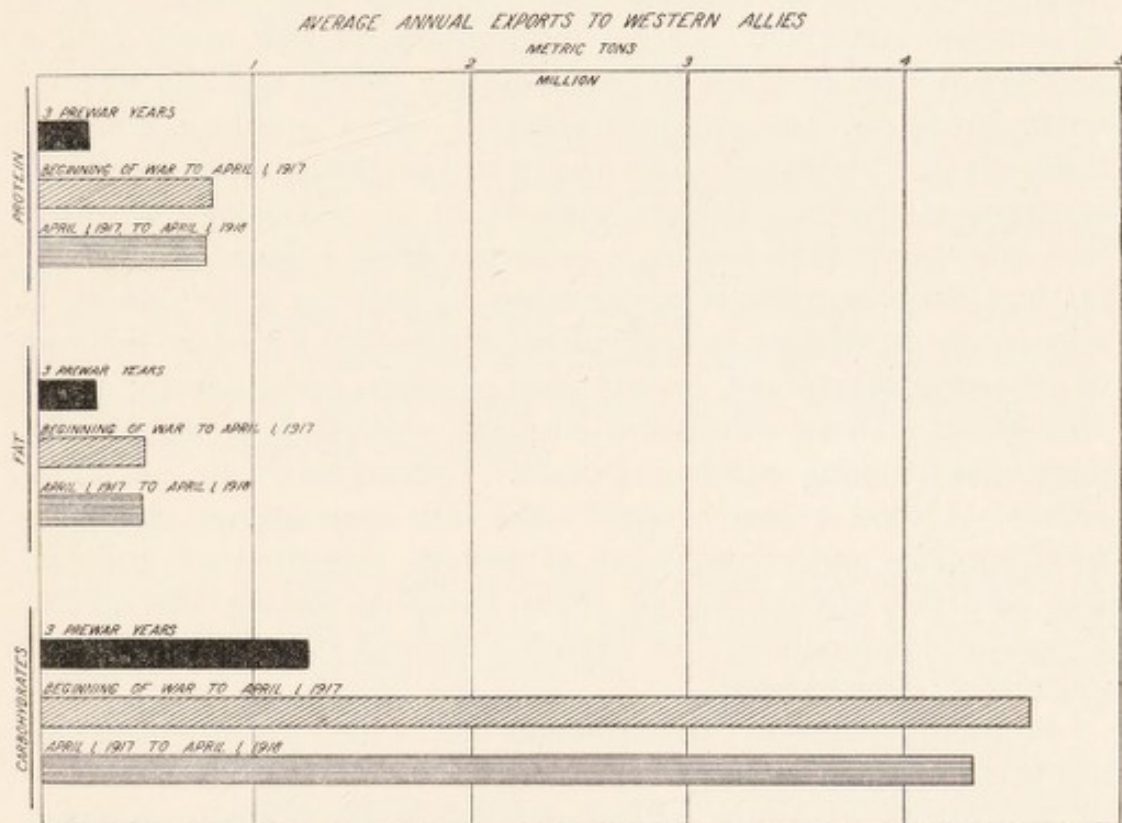 AVERAGE ANNUAL EXPORTS TO WESTERN ALLIES
METRIC TONS
1 2 3 4 5
MILLION
PROTEIN
3 PREWAR YEARS
BEGINNING OF WAR TO APRIL 1, 1917
APRIL 1, 1917, TO APRIL 1, 1918
FAT
3 PREWAR YEARS
BEGINNING OF WAR TO APRIL 1, 1917
APRIL 1, 1917 TO APRIL 1, 1918
CARBOHYDRATES
3 PREWAR YEARS
BEGINNING OF WAR TO APRIL 1, 1917
APRIL 1, 1917 TO APRIL 1, 1918